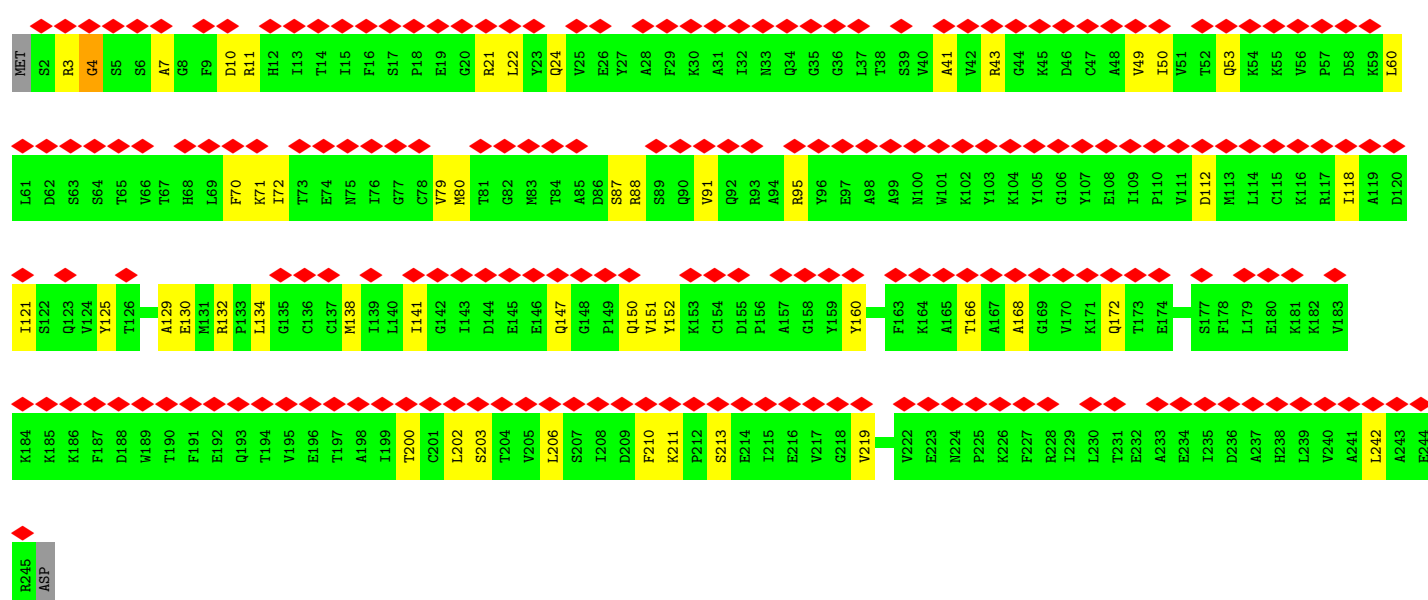 MET S2 R3 G4 S5 S6 A7 G8 F9 D10 R11 H12 I13 T14 I15 F16 S17 P18 E19 G20 R21 L22 Y23 Q24 V25 E26 Y27 A28 F29 K30 A31 I32 N33 Q34 G35 G36 L37 T38 S39 V40 A41 V42 R43 G44 K45 D46 C47 A48 V49 I50 V51 T52 Q53 K54 K55 V56 P57 D58 K59 L60
L61 D62 S63 S64 T65 V66 T67 H68 L69 F70 K71 I72 T73 E74 N75 I76 G77 C78 V79 M80 T81 G82 M83 T84 A85 D86 S87 R88 S89 Q90 V91 Q92 R93 A94 R95 Y96 E97 A98 A99 N100 W101 K102 Y103 K104 Y105 G106 Y107 E108 I109 P110 V111 D112 M113 L114 C115 K116 R117 I118 A119 D120
I121 S122 Q123 V124 Y125 T126 A129 E130 M131 R132 P133 L134 G135 C136 C137 M138 I139 L140 I141 G142 I143 D144 E145 E146 Q147 G148 P149 Q150 V151 Y152 K153 C154 D155 P156 A157 G158 Y159 Y160 F163 K164 A165 T166 A167 A168 G169 V170 K171 Q172 T173 E174 S177 F178 L179 E180 K181 K182 V183
K184 K185 K186 F187 D188 W189 T190 F191 E192 Q193 T194 V195 E196 T197 A198 I199 T200 C201 L202 S203 T204 V205 L206 S207 I208 D209 F210 K211 P212 S213 E214 I215 E216 V217 G218 V219 V222 E223 N224 P225 K226 F227 R228 I229 L230 T231 E232 A233 E234 I235 D236 A237 H238 L239 V240 A241 L242 A243 E244
R245 ASP